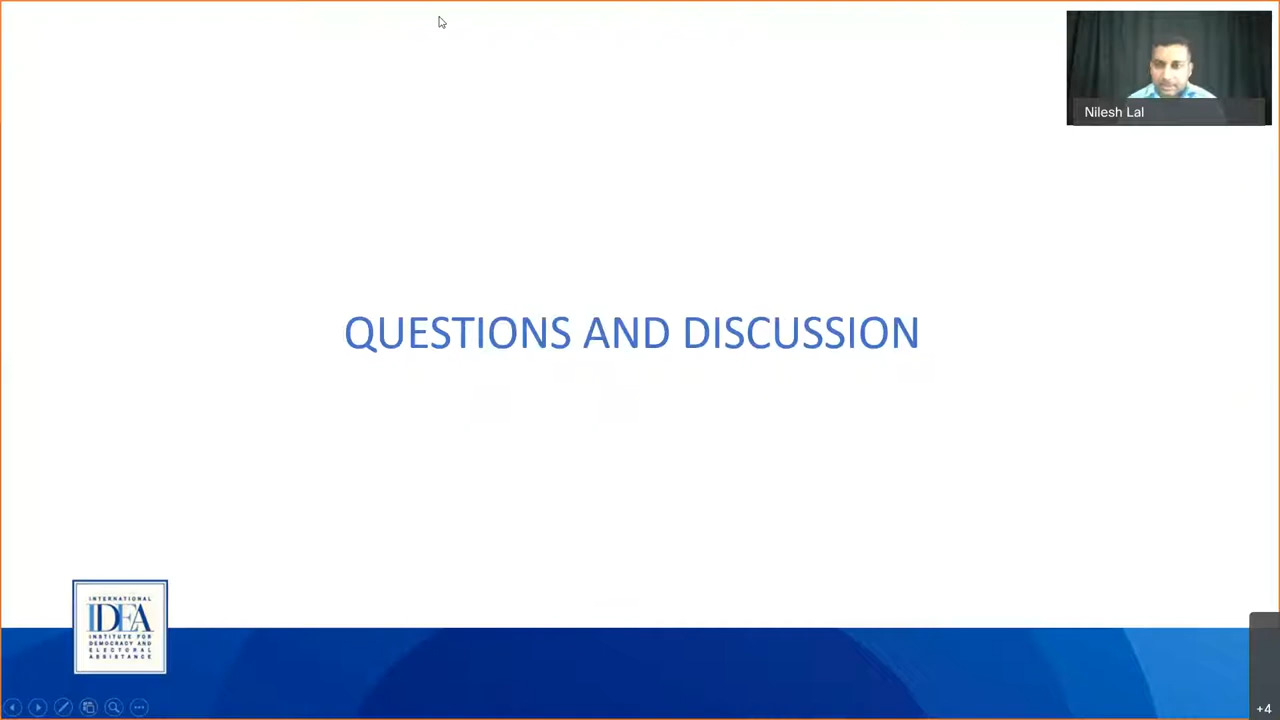 Nilesh Lal
QUESTIONS AND DISCUSSION
INTERNATIONAL
IDEA
INSTITUTE FOR
DEMOCRACY AND
ELECTORAL
ASSISTANCE
+4